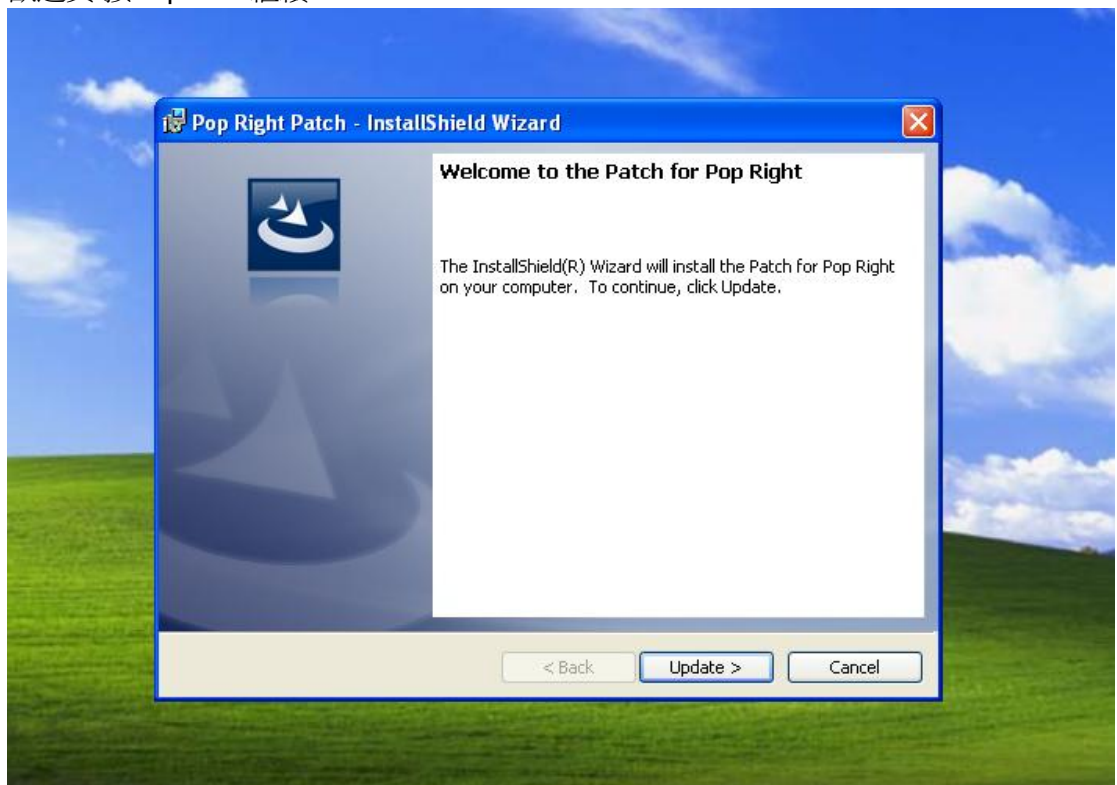 Pop Right Patch - InstallShield Wizard
Welcome to the Patch for Pop Right
The InstallShield(R) Wizard will install the Patch for Pop Right
on your computer.  To continue, click Update.
< Back
Update >
Cancel